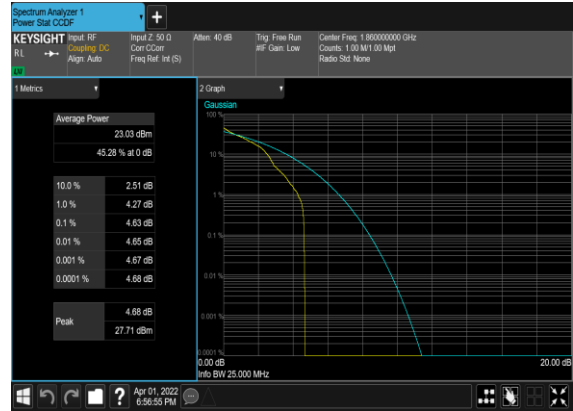 Spectrum Analyzer 1
Power Stat CCDF
KEYSIGHT
Input: RF
Input Z: 50 Ω
Atten: 40 dB
Trig: Free Run
Center Freq: 1.860000000 GHz
RL
Coupling: DC
Corr CCorr
#IF Gain: Low
Counts: 1.00 M/1.00 Mpt
Align: Auto
Freq Ref: Int (S)
Radio Std: None
LM
1 Metrics
2 Graph
Gaussian
Average Power
23.03 dBm
45.28 % at 0 dB
10.0 % 2.51 dB
1.0 % 4.27 dB
0.1 % 4.63 dB
0.01 % 4.65 dB
0.001 % 4.67 dB
0.0001 % 4.68 dB
Peak
4.68 dB
27.71 dBm
100 %
10 %
1 %
0.1 %
0.01 %
0.001 %
0.0001 %
0.00 dB
20.00 dB
Info BW 25.000 MHz
?
Apr 01, 2022
6:56:55 PM